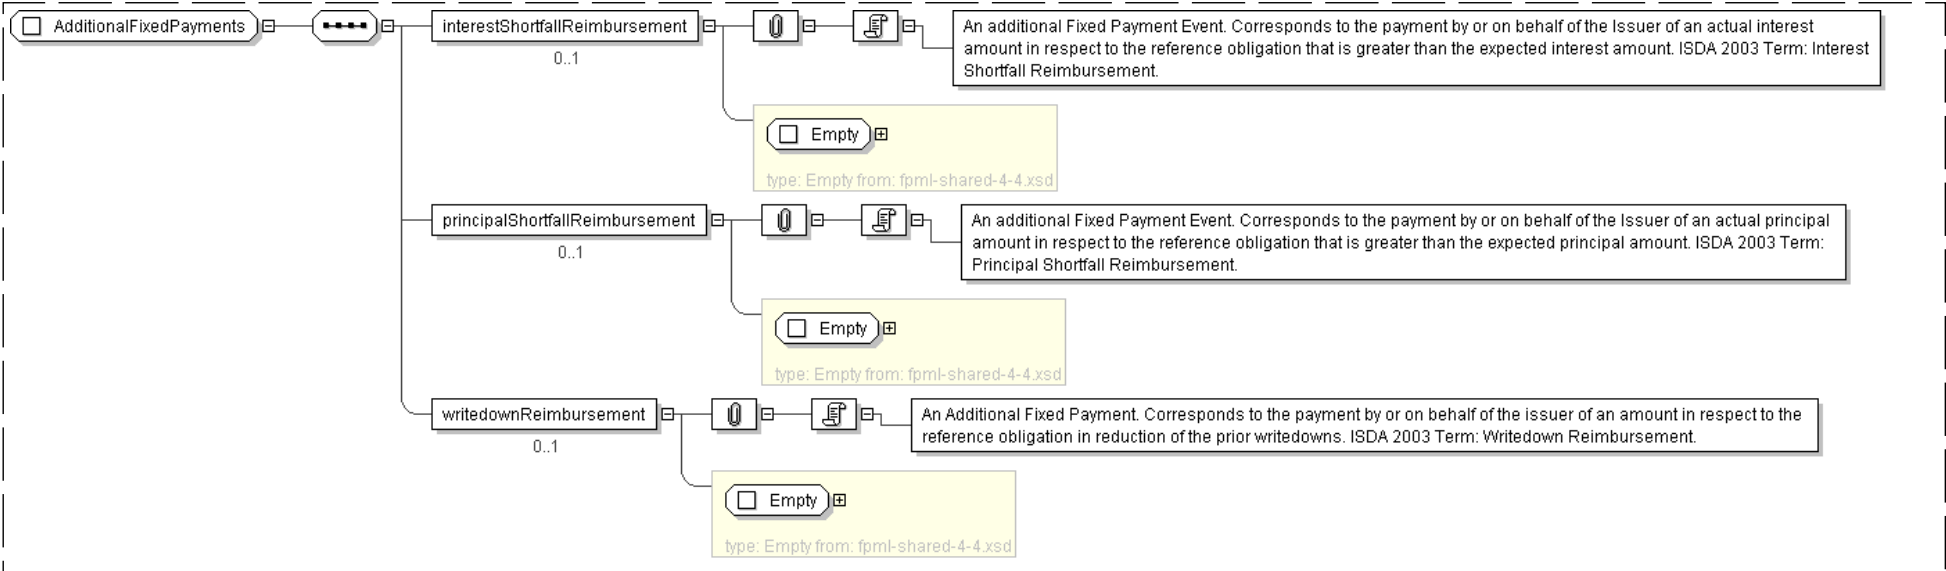 AdditionalFixedPayments
interestShortfallReimbursement
0..1
An additional Fixed Payment Event. Corresponds to the payment by or on behalf of the Issuer of an actual interest
amount in respect to the reference obligation that is greater than the expected interest amount. ISDA 2003 Term: Interest
Shortfall Reimbursement.
Empty
type: Empty from: fpml-shared-4-4.xsd
principalShortfallReimbursement
0..1
An additional Fixed Payment Event. Corresponds to the payment by or on behalf of the Issuer of an actual principal
amount in respect to the reference obligation that is greater than the expected principal amount. ISDA 2003 Term:
Principal Shortfall Reimbursement.
Empty
type: Empty from: fpml-shared-4-4.xsd
writedownReimbursement
0..1
An Additional Fixed Payment. Corresponds to the payment by or on behalf of the issuer of an amount in respect to the
reference obligation in reduction of the prior writedowns. ISDA 2003 Term: Writedown Reimbursement.
Empty
type: Empty from: fpml-shared-4-4.xsd